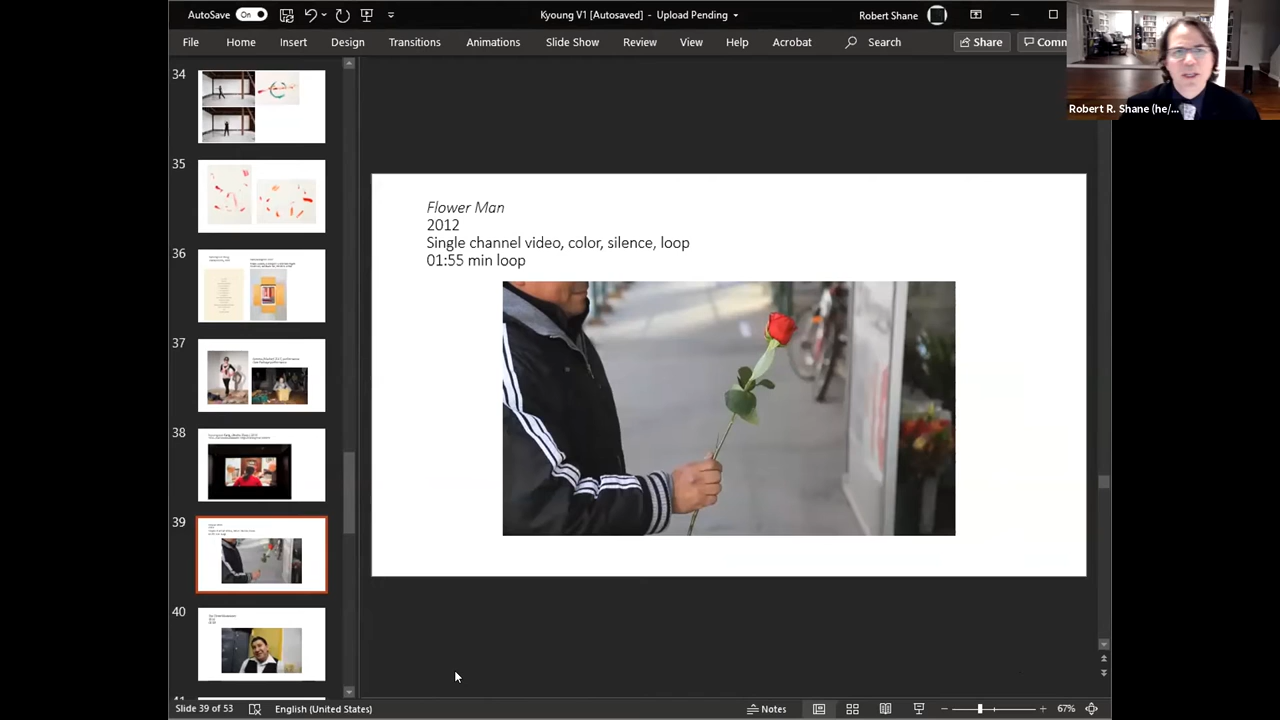 AutoSave On
Kyoung V1 [Autosaved] - Upload Pending
Robert Shane
File Home Insert Design Transitions Animations Slide Show Review View Help Acrobat Search Share Comm
Robert R. Shane (he/...
34
35
36
37
38
39
40
Flower Man
2012
Single channel video, color, silence, loop
01:55 min loop
Slide 39 of 53 English (United States) Notes 67%